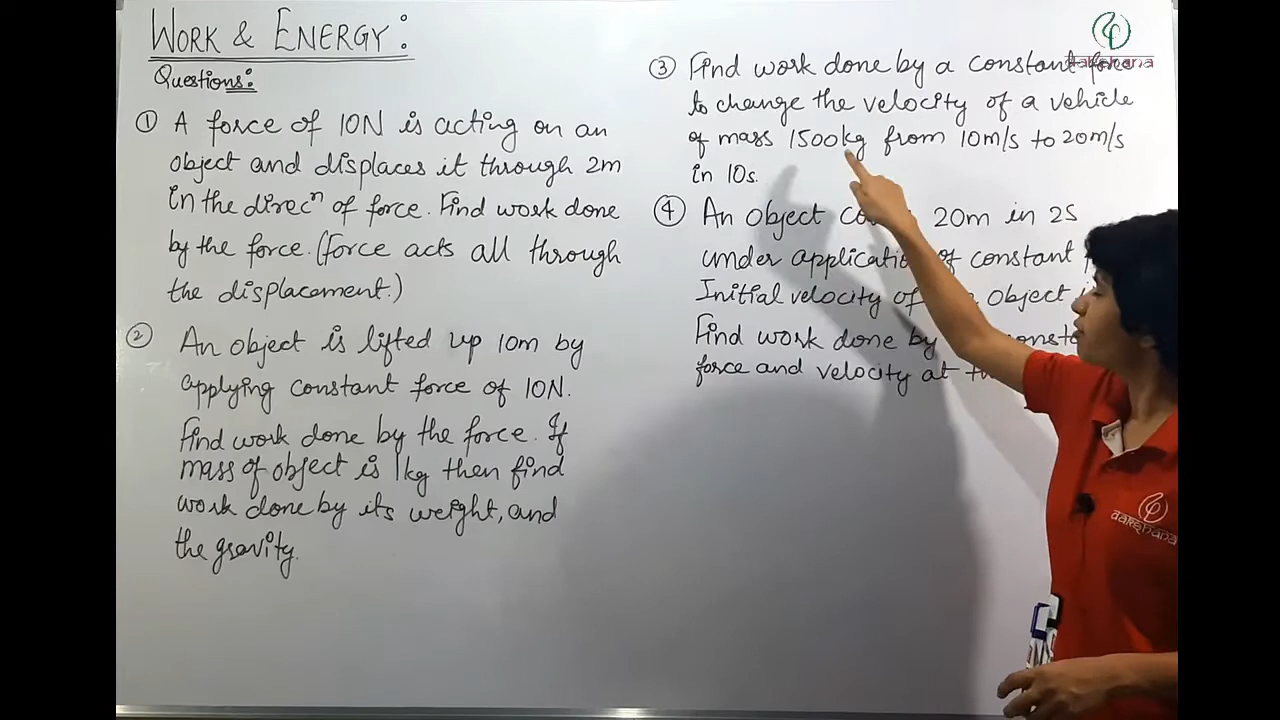 WORK & ENERGY:
Questions:
① A force of 10N is acting on an
object and displaces it through 2m
in the direcⁿ of force. Find work done
by the force. (Force acts all through
the displacement.)
② An object is lifted up 10m by
applying constant force of 10N.
Find work done by the force. If
mass of object is 1kg then find
work done by its weight, and
the gravity.
③ Find work done by a constant force
to change the velocity of a vehicle
of mass 1500kg from 10m/s to 20m/s
in 10s.
④ An object 20m in 2S
under application of constant
Initial velocity of object
Find work done by
force and velocity at
aakshana
aakshana